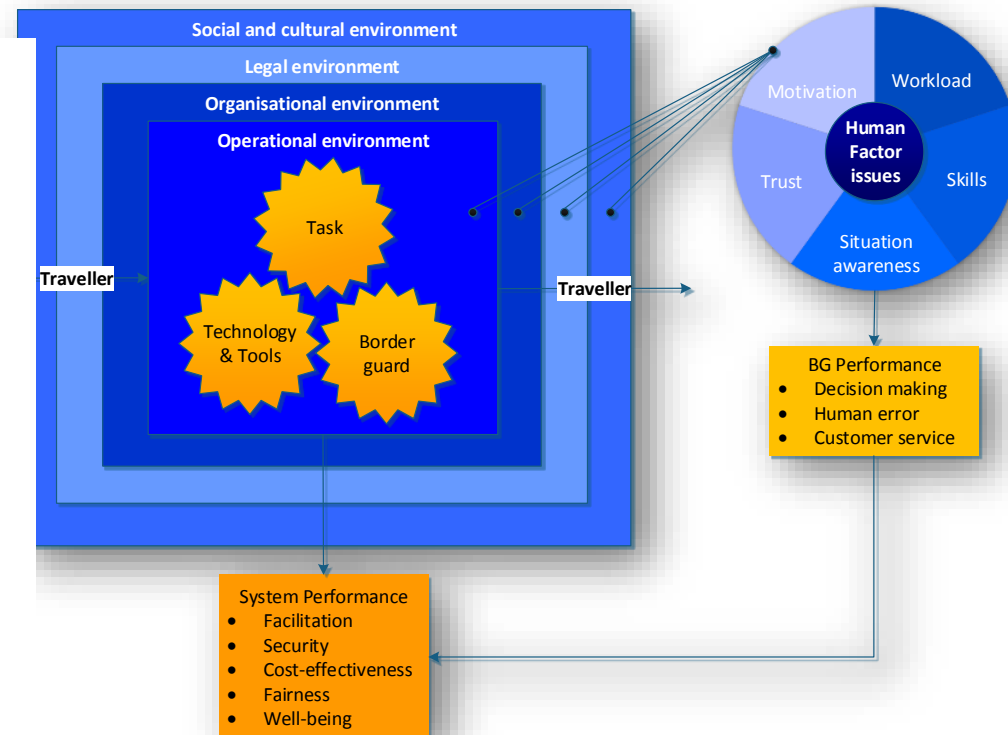 Social and cultural environment
Legal environment
Organisational environment
Operational environment
Task
Technology
& Tools
Border
guard
Traveller
Traveller
Motivation
Workload
Human
Factor
issues
Trust
Skills
Situation
awareness
BG Performance
• Decision making
• Human error
• Customer service
System Performance
• Facilitation
• Security
• Cost-effectiveness
• Fairness
• Well-being